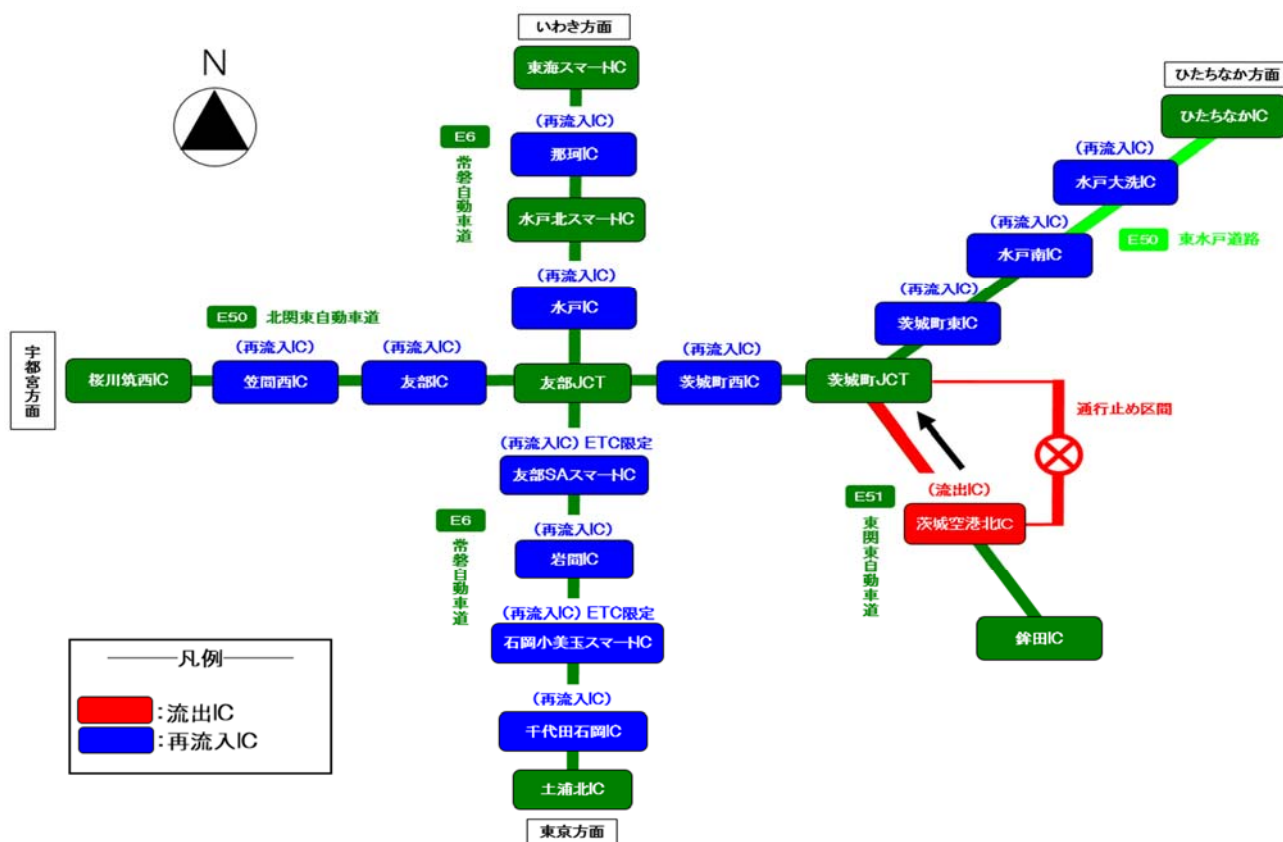 いわき方面
N
東海スマートIC
ひたちなか方面
ひたちなかIC
E6
常磐自動車道
(再流入IC)
那珂IC
(再流入IC)
水戸大洗IC
水戸北スマートIC
(再流入IC)
水戸南IC
E50 東水戸道路
(再流入IC)
水戸IC
(再流入IC)
茨城町東IC
E50 北関東自動車道
宇都宮方面
桜川筑西IC
(再流入IC)
笠間西IC
(再流入IC)
友部IC
友部JCT
(再流入IC)
茨城町西IC
茨城町JCT
通行止め区間
(再流入IC) ETC限定
友部SAスマートIC
E51
東関東自動車道
(流出IC)
茨城空港北IC
E6
常磐自動車道
(再流入IC)
岩間IC
(再流入IC) ETC限定
石岡小美玉スマートIC
鉾田IC
(再流入IC)
千代田石岡IC
土浦北IC
東京方面
凡例
:流出IC
:再流入IC